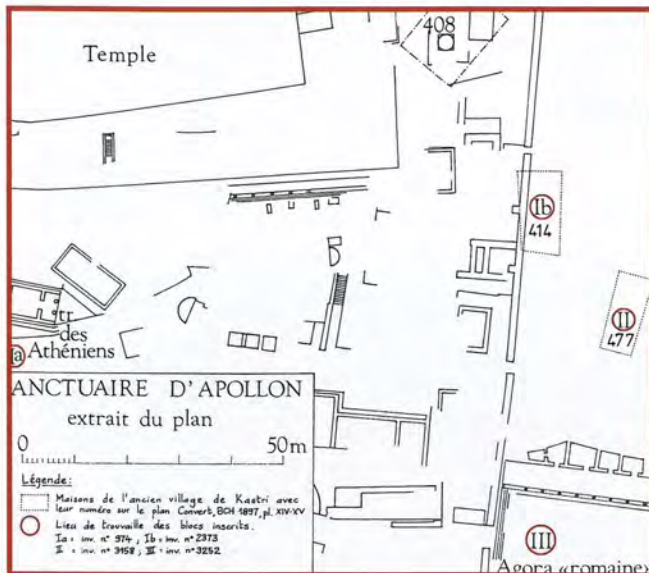 Temple
408
Ib
414
II
477
tr.
des
Ia Athéniens
ANCTUAIRE D'APOLLON
extrait du plan
0 50m
Légende:
Maisons de l'ancien village de Kastri avec
leur numéro sur le plan Convert, BCH 1897, pl. XIV-XV
Lieu de trouvaille des blocs inscrits.
Ia = inv. n° 974 ; Ib = inv. n° 2373
II = inv. n° 3158 ; III = inv. n° 3252
III
Agora «romaine»